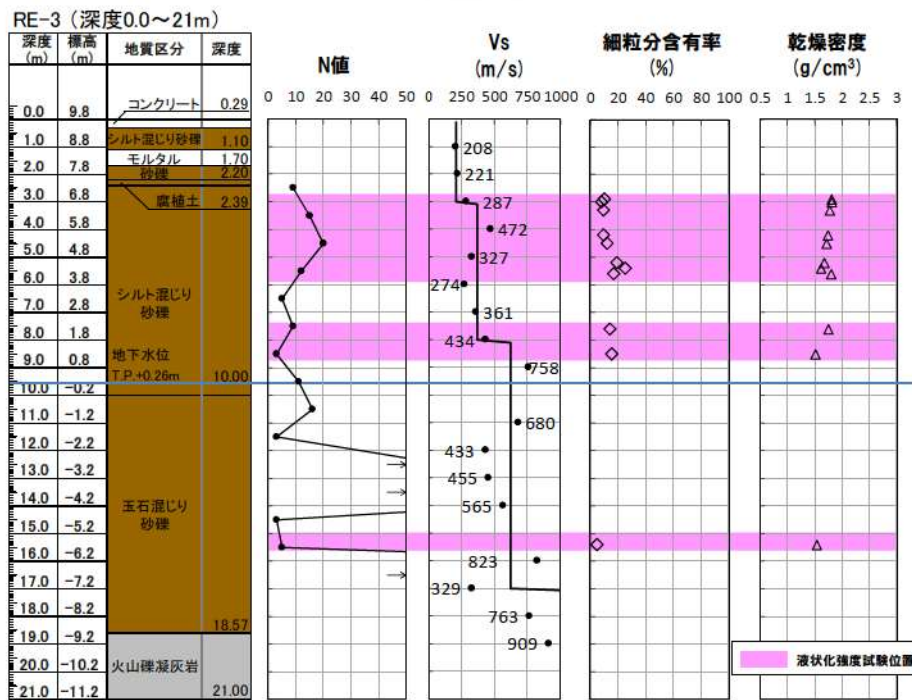 RE-3（深度0.0～21m）
深度 標高 地質区分 深度
(m) (m)
N値
Vs
(m/s)
細粒分含有率
(%)
乾燥密度
(g/cm³)
0 10 20 30 40 50
0 250 500 750 1000
0 20 40 60 80 100
0.5 1 1.5 2 2.5 3
コンクリート 0.29
0.0 9.8
1.0 8.8 シルト混じり砂礫 1.10
モルタル 1.70
2.0 7.8 砂礫 2.20
3.0 6.8 腐植土 2.39
4.0 5.8
5.0 4.8
6.0 3.8
シルト混じり
7.0 2.8 砂礫
8.0 1.8
地下水位
9.0 0.8
T.P.+0.26m 10.00
10.0 -0.2
11.0 -1.2
12.0 -2.2
13.0 -3.2
14.0 -4.2
玉石混じり
15.0 -5.2 砂礫
16.0 -6.2
17.0 -7.2
18.0 -8.2
18.57
19.0 -9.2
20.0 -10.2 火山礫凝灰岩
21.0 -11.2 21.00
208
221
287
472
327
274
361
434
758
680
433
455
565
823
329
763
909
液状化強度試験位置